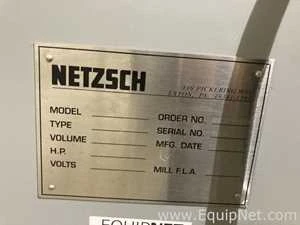 NETZSCH
119 PICKERING WAY
EXTON, PA.
MODEL ORDER NO.
TYPE SERIAL NO.
VOLUME MFG. DATE
H.P.
VOLTS MILL F.L.A.
EQUIPNET
www.EquipNet.com